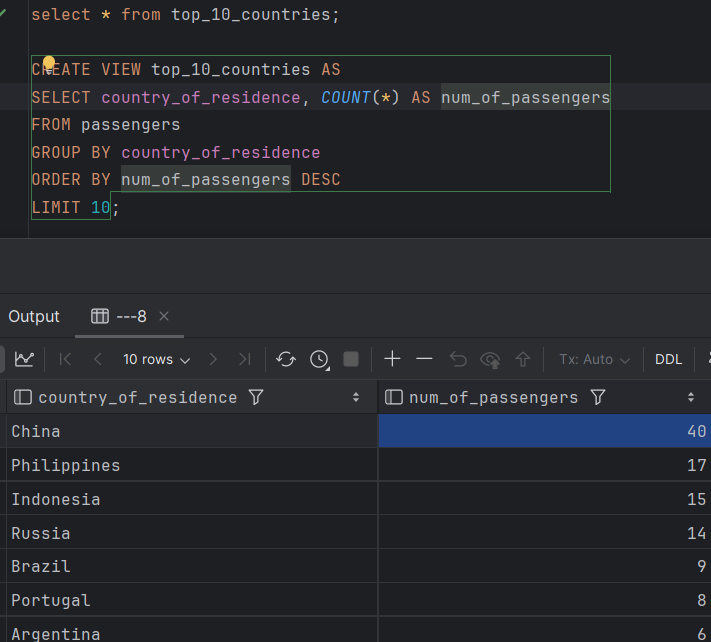 select * from top_10_countries;
CREATE VIEW top_10_countries AS
SELECT country_of_residence, COUNT(*) AS num_of_passengers
FROM passengers
GROUP BY country_of_residence
ORDER BY num_of_passengers DESC
LIMIT 10;
Output ---8
10 rows Tx: Auto DDL
country_of_residence num_of_passengers
China 40
Philippines 17
Indonesia 15
Russia 14
Brazil 9
Portugal 8
Argentina 6